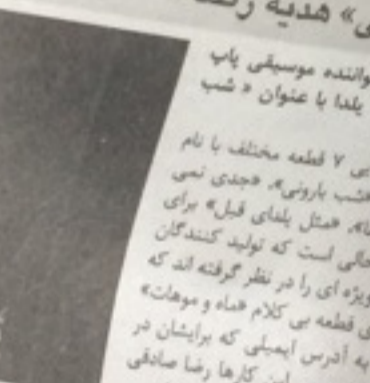 ی» هدیه
خواننده موسیقی پاپ
یلدا با عنوان « شب
۷ قطعه مختلف با نام
«شب بارونی»، «جدی نمی
«مثل یلدای قبل» برای
حالی است که تولید کنندگان
ویژه ای را در نظر گرفته اند که
قطعه بی کلام «ماه و موهات»
به آدرس ایمیلی که برایشان در
کارها رضا صادقی